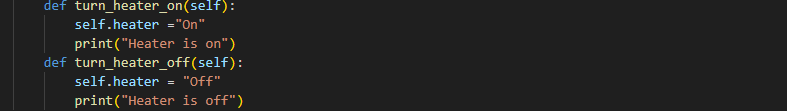 def turn_heater_on(self):
    self.heater ="On"
    print("Heater is on")
def turn_heater_off(self):
    self.heater = "Off"
    print("Heater is off")